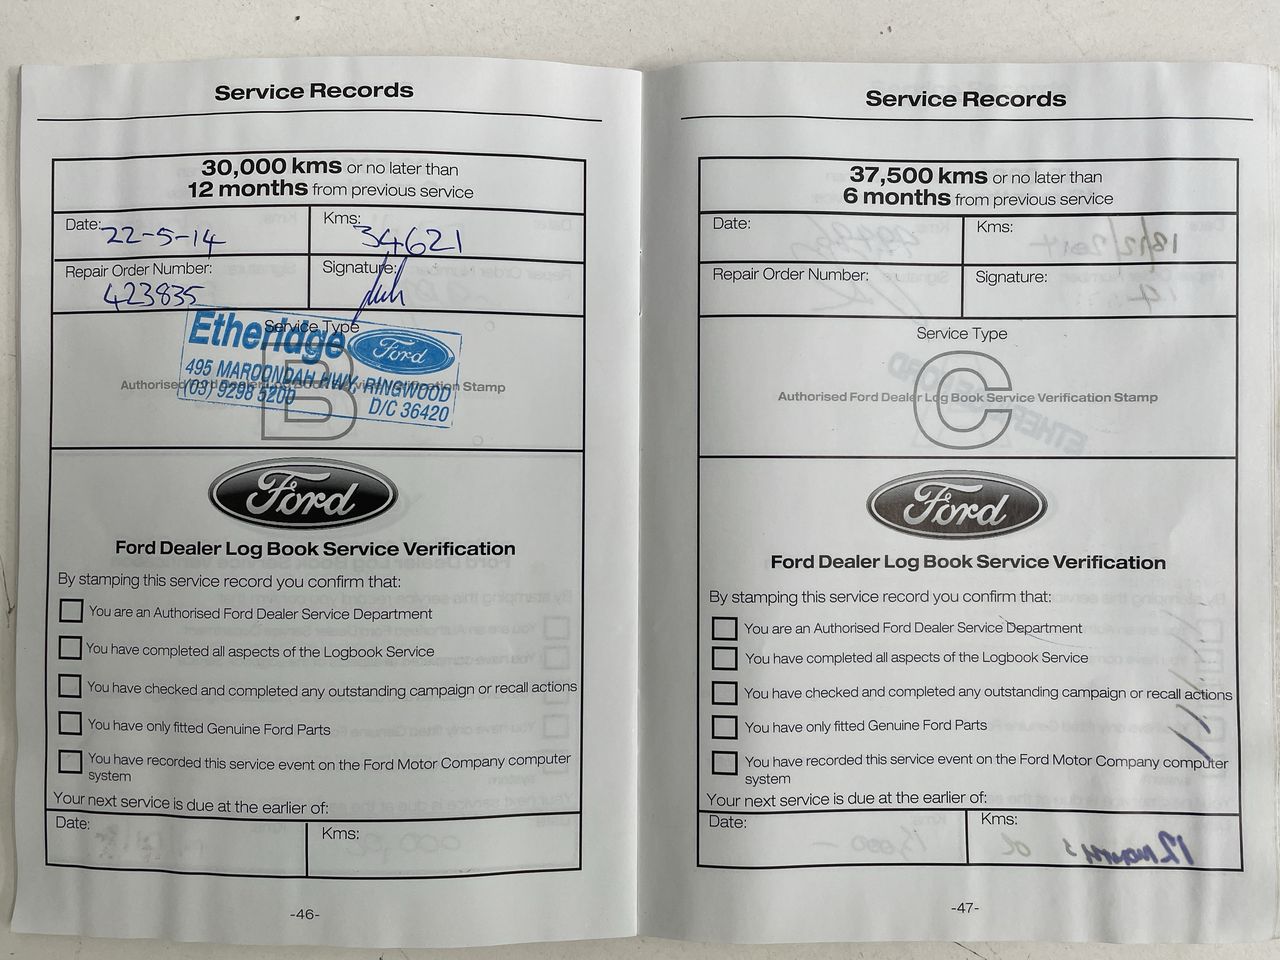 Service Records
30,000 kms or no later than
12 months from previous service
Date: 22-5-14
Kms: 34621
Repair Order Number: 423835
Signature:
Service Type
B
Authorised Ford Dealer Log Book Service Verification Stamp
Etheridge Ford
495 MAROONDAH HWY, RINGWOOD
(03) 9298 5200 D/C 36420
Ford
Ford Dealer Log Book Service Verification
By stamping this service record you confirm that:
You are an Authorised Ford Dealer Service Department
You have completed all aspects of the Logbook Service
You have checked and completed any outstanding campaign or recall actions
You have only fitted Genuine Ford Parts
You have recorded this service event on the Ford Motor Company computer
system
Your next service is due at the earlier of:
Date:
Kms:
-46-
Service Records
37,500 kms or no later than
6 months from previous service
Date:
Kms:
Repair Order Number:
Signature:
Service Type
C
Authorised Ford Dealer Log Book Service Verification Stamp
Ford
Ford Dealer Log Book Service Verification
By stamping this service record you confirm that:
You are an Authorised Ford Dealer Service Department
You have completed all aspects of the Logbook Service
You have checked and completed any outstanding campaign or recall actions
You have only fitted Genuine Ford Parts
You have recorded this service event on the Ford Motor Company computer
system
Your next service is due at the earlier of:
Date:
Kms:
-47-